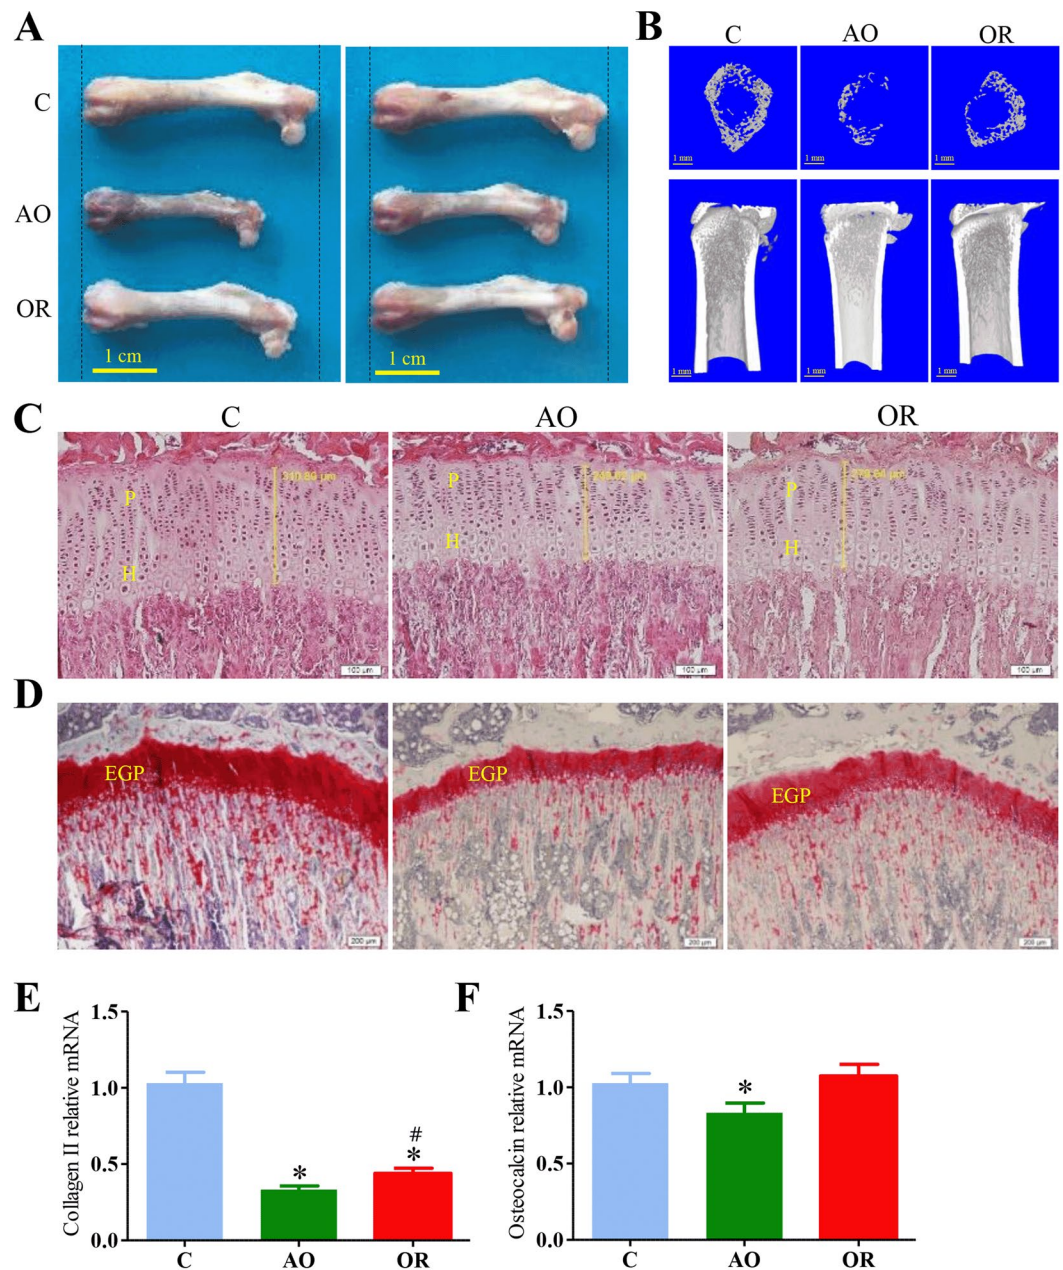 A
B
C
AO
OR
C
AO
OR
1 cm
1 cm
1 mm
1 mm
1 mm
1 mm
1 mm
1 mm
C
C
AO
OR
P
H
P
H
P
H
310.69 µm
100 µm
100 µm
100 µm
D
EGP
EGP
EGP
200 µm
200 µm
200 µm
E
Collagen II relative mRNA
1.5
1.0
0.5
0.0
*
#
*
C
AO
OR
F
Osteocalcin relative mRNA
1.5
1.0
0.5
0.0
*
C
AO
OR